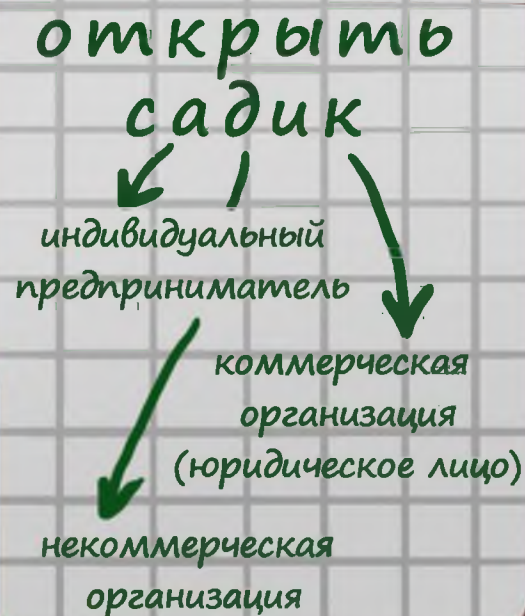 открыть
садик
индивидуальный
предприниматель
коммерческая
организация
(юридическое лицо)
некоммерческая
организация